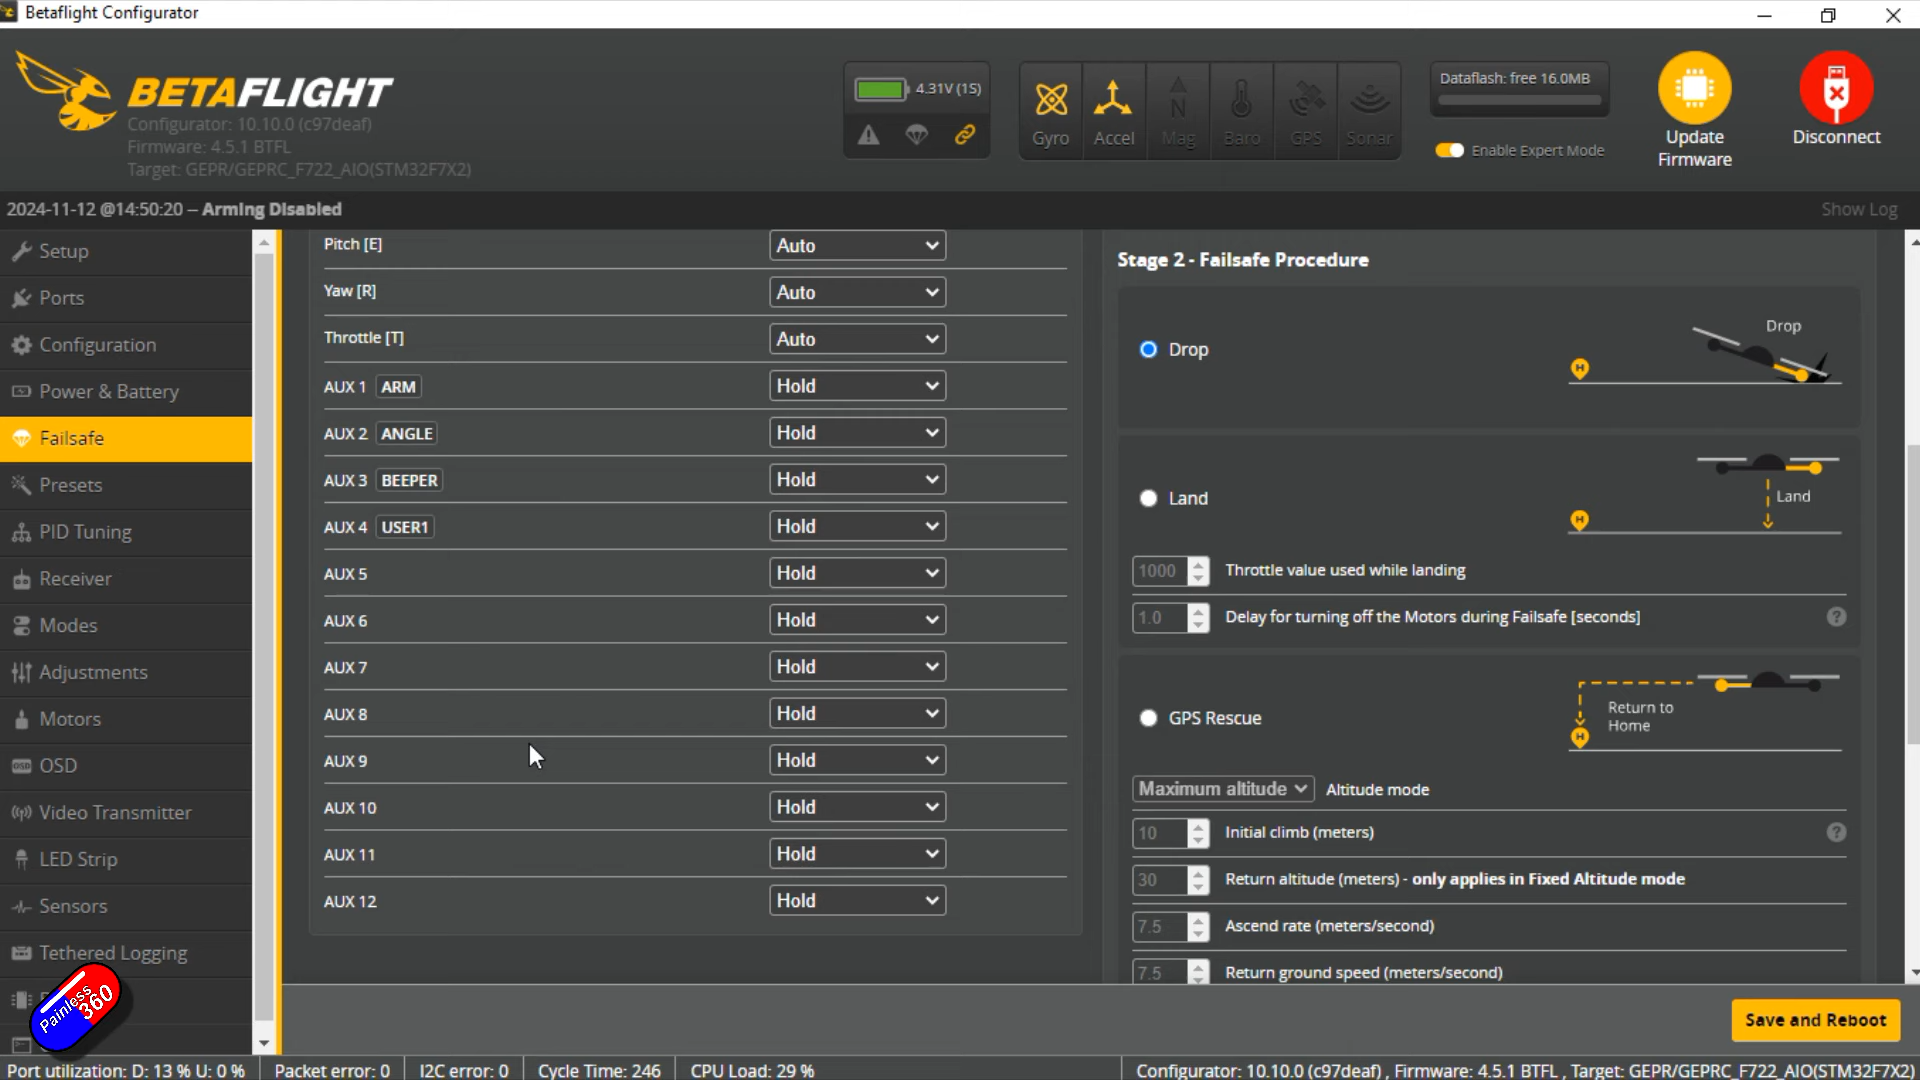 Betaflight Configurator
BETAFLIGHT
Configurator: 10.10.0 (c97deaf)
Firmware: 4.5.1 BTFL
Target: GEPR/GEPRC_F722_AIO(STM32F7X2)
4.31V (1S)
Gyro
Accel
Mag
Baro
GPS
Sonar
Dataflash: free 16.0MB
Enable Expert Mode
Update
Firmware
Disconnect
2024-11-12 @14:50:20 – Arming Disabled
Show Log
Setup
Ports
Configuration
Power & Battery
Failsafe
Presets
PID Tuning
Receiver
Modes
Adjustments
Motors
OSD
Video Transmitter
LED Strip
Sensors
Tethered Logging
Painless
360
Pitch [E] Auto
Yaw [R] Auto
Throttle [T] Auto
AUX 1 ARM Hold
AUX 2 ANGLE Hold
AUX 3 BEEPER Hold
AUX 4 USER1 Hold
AUX 5 Hold
AUX 6 Hold
AUX 7 Hold
AUX 8 Hold
AUX 9 Hold
AUX 10 Hold
AUX 11 Hold
AUX 12 Hold
Stage 2 - Failsafe Procedure
Drop
Drop
H
Land
Land
H
1000 Throttle value used while landing
1.0 Delay for turning off the Motors during Failsafe [seconds] ?
GPS Rescue
Return to
Home
H
Maximum altitude Altitude mode
10 Initial climb (meters) ?
30 Return altitude (meters) - only applies in Fixed Altitude mode
7.5 Ascend rate (meters/second)
7.5 Return ground speed (meters/second)
Save and Reboot
Port utilization: D: 13 % U: 0 % Packet error: 0 I2C error: 0 Cycle Time: 246 CPU Load: 29 % Configurator: 10.10.0 (c97deaf) , Firmware: 4.5.1 BTFL , Target: GEPR/GEPRC_F722_AIO(STM32F7X2)